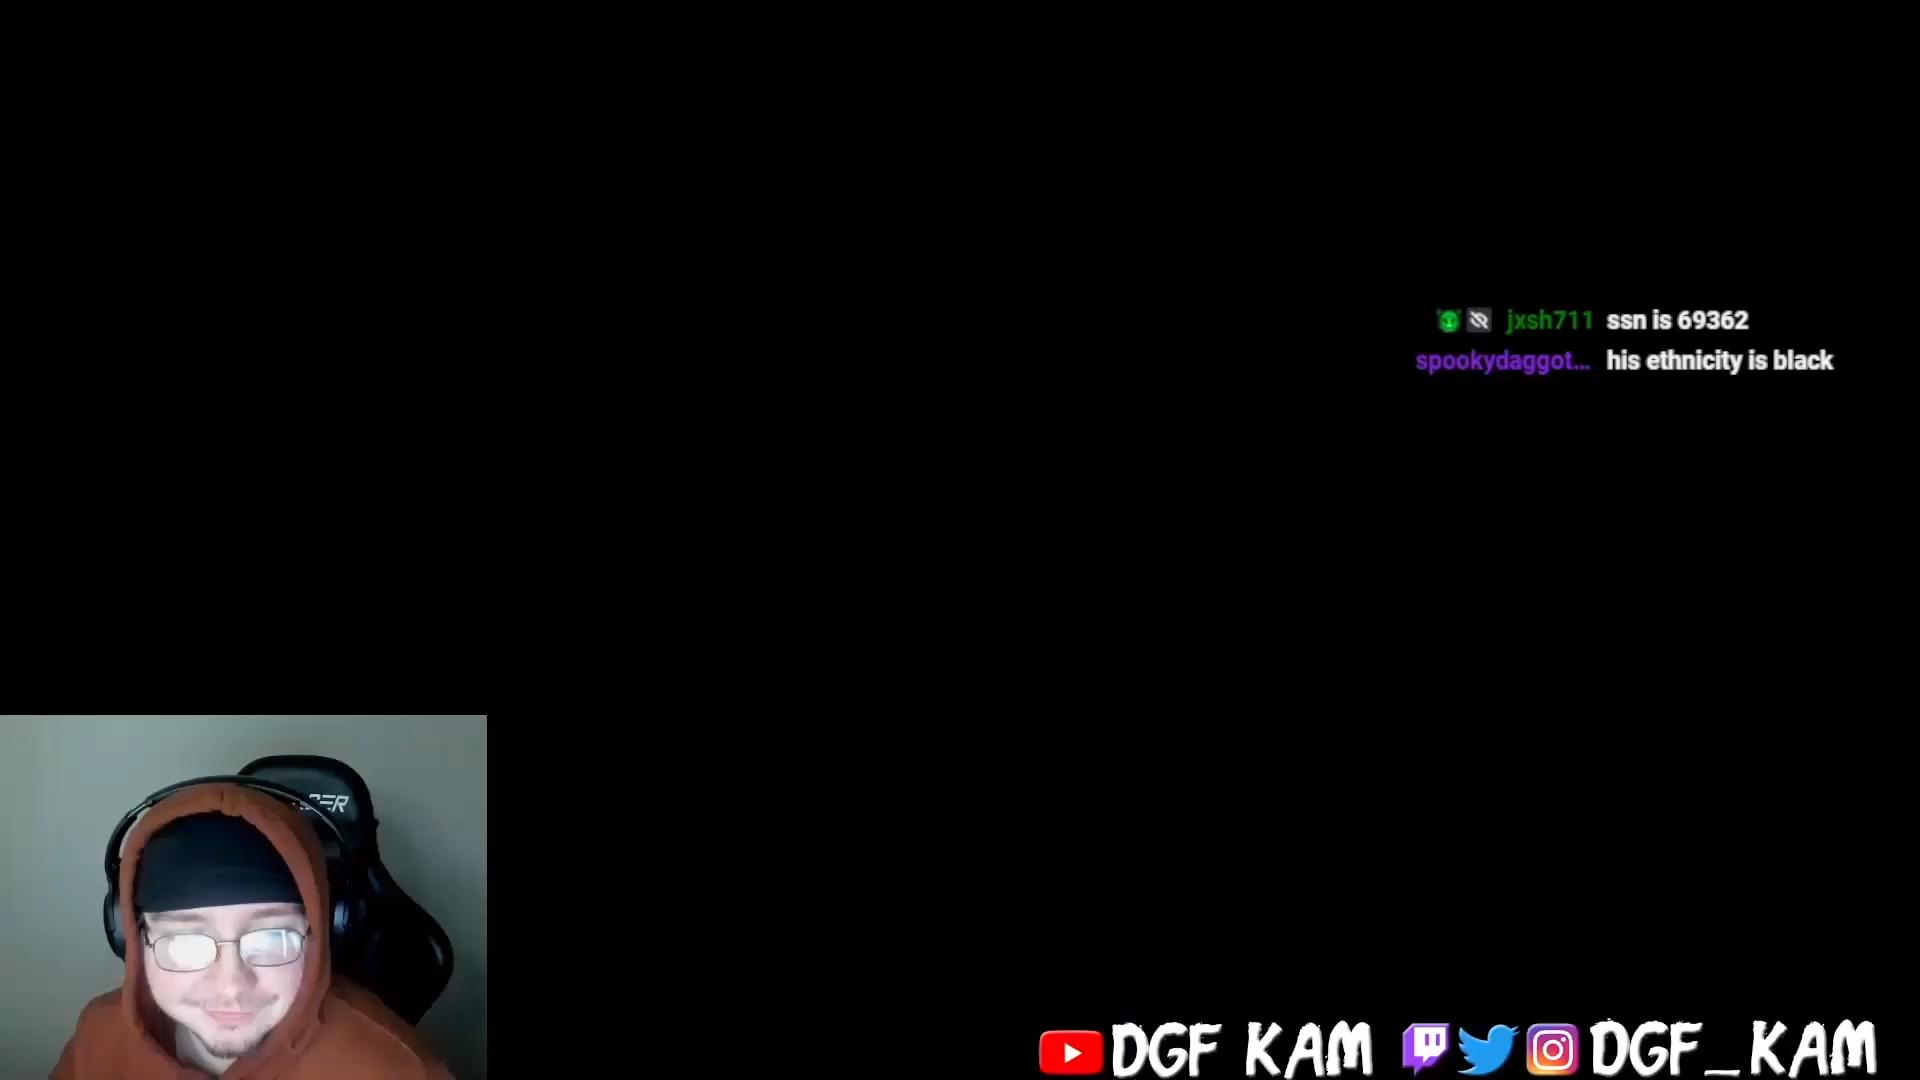 jxsh711 ssn is 69362
spookydaggot... his ethnicity is black
DGF KAM DGF_KAM